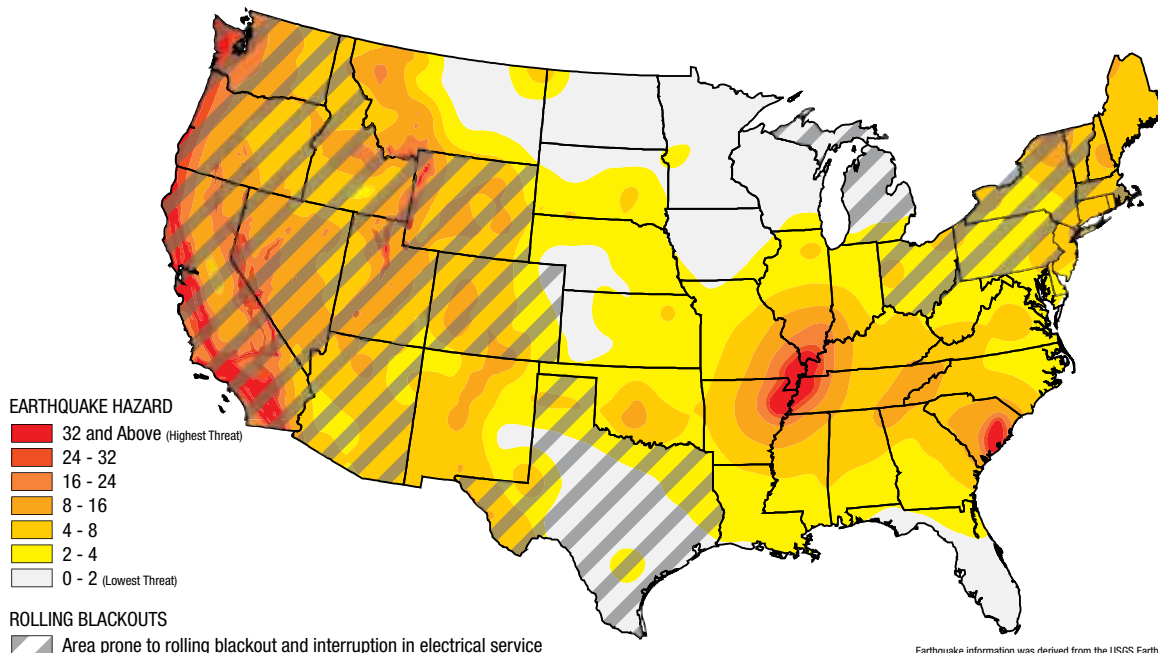 EARTHQUAKE HAZARD
32 and Above (Highest Threat)
24 - 32
16 - 24
8 - 16
4 - 8
2 - 4
0 - 2 (Lowest Threat)
ROLLING BLACKOUTS
Area prone to rolling blackout and interruption in electrical service
Earthquake information was derived from the USGS Earth